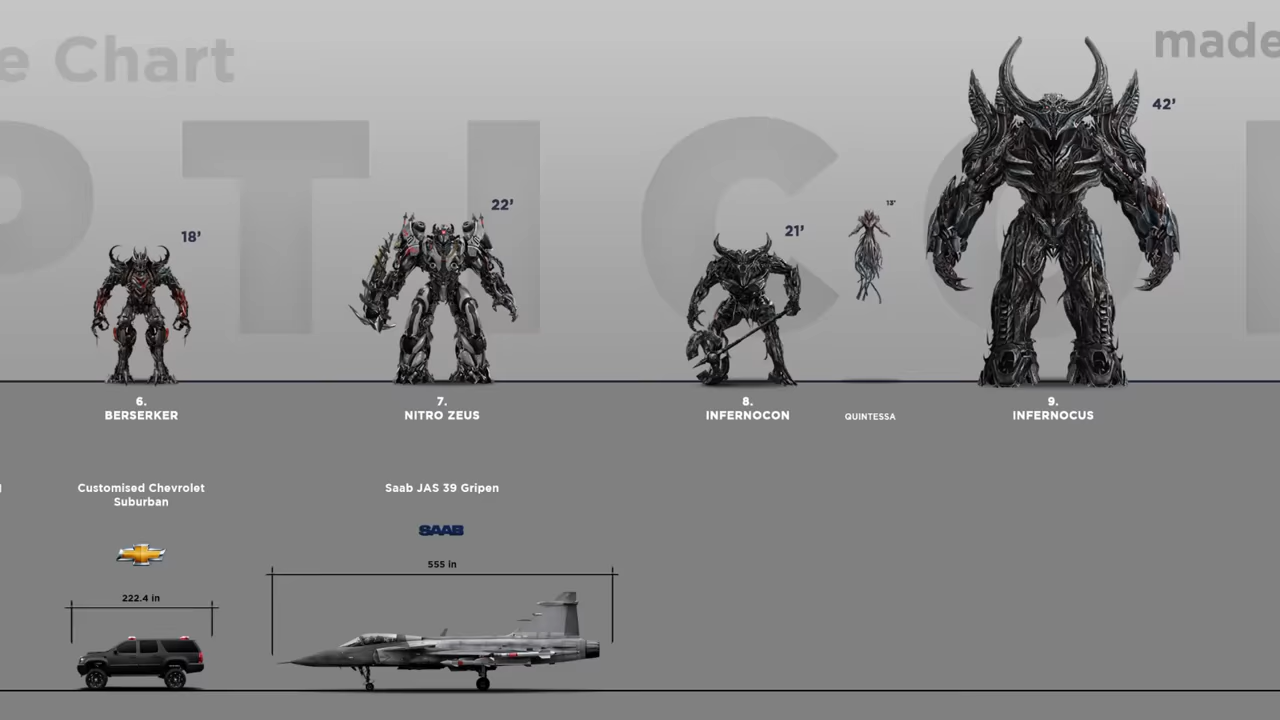 e Chart
made
PTICO
18’
22’
21’
13’
42’
6.
BERSERKER
7.
NITRO ZEUS
8.
INFERNOCON
QUINTESSA
9.
INFERNOCUS
Customised Chevrolet
Suburban
Saab JAS 39 Gripen
SAAB
555 in
222.4 in